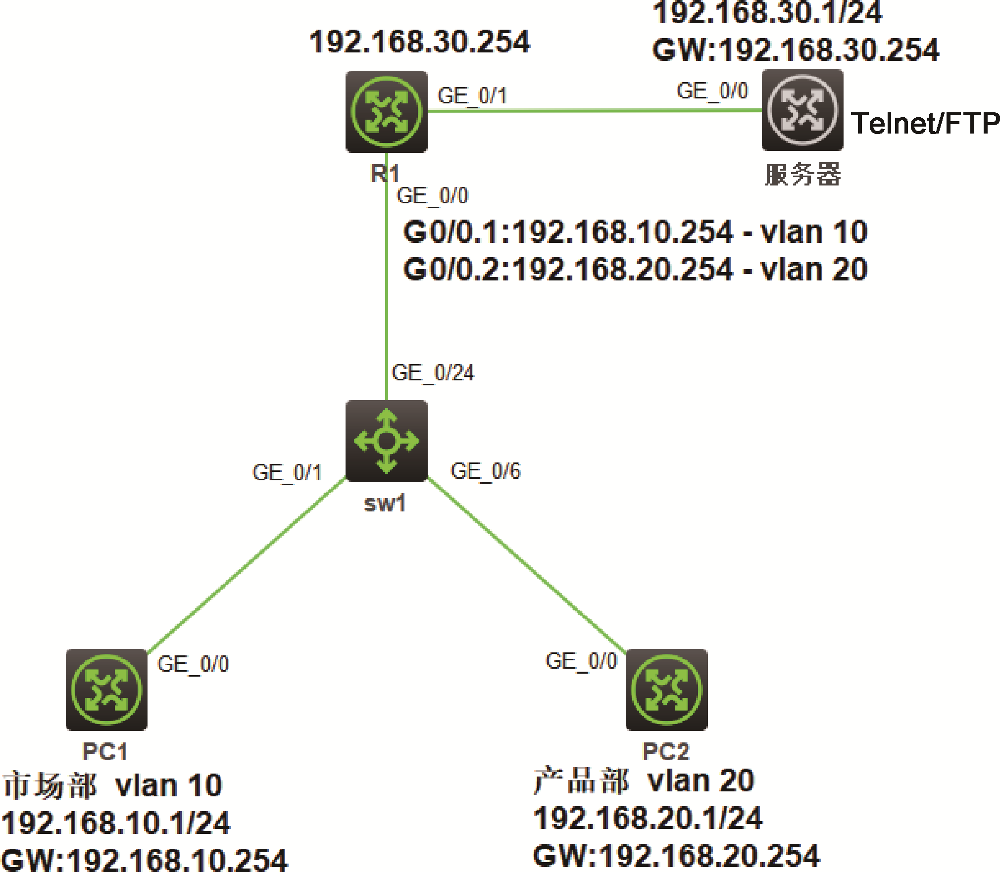 192.168.30.1/24
192.168.30.254
GW:192.168.30.254
GE_0/1
GE_0/0
Telnet/FTP
R1
服务器
GE_0/0
G0/0.1:192.168.10.254 - vlan 10
G0/0.2:192.168.20.254 - vlan 20
GE_0/24
GE_0/1
GE_0/6
sw1
GE_0/0
GE_0/0
PC1
市场部 vlan 10
192.168.10.1/24
GW:192.168.10.254
PC2
产品部 vlan 20
192.168.20.1/24
GW:192.168.20.254